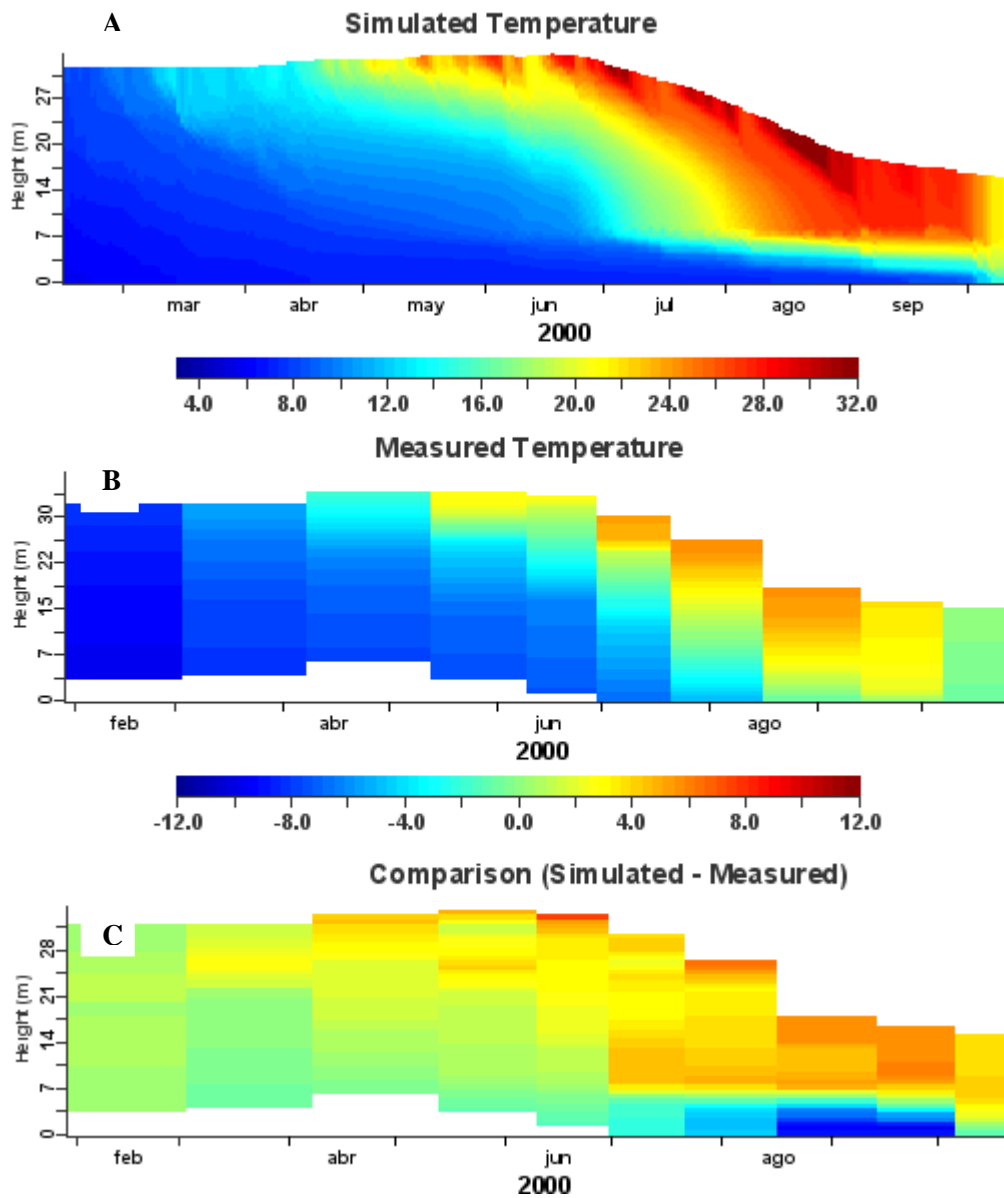 A
Simulated Temperature
Height (m)
27
20
14
7
0
mar abr may jun jul ago sep
2000
4.0 8.0 12.0 16.0 20.0 24.0 28.0 32.0
Measured Temperature
B
Height (m)
30
22
15
7
0
feb abr jun ago
2000
-12.0 -8.0 -4.0 0.0 4.0 8.0 12.0
Comparison (Simulated - Measured)
C
Height (m)
28
21
14
7
0
feb abr jun ago
2000